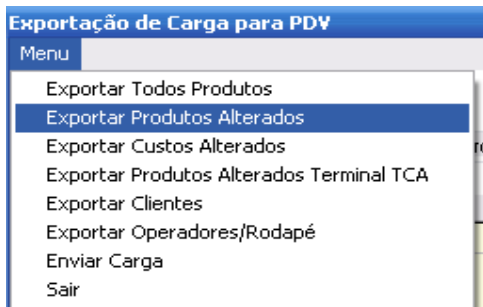 Exportação de Carga para PDV
Menu
Exportar Todos Produtos
Exportar Produtos Alterados
Exportar Custos Alterados
Exportar Produtos Alterados Terminal TCA
Exportar Clientes
Exportar Operadores/Rodapé
Enviar Carga
Sair